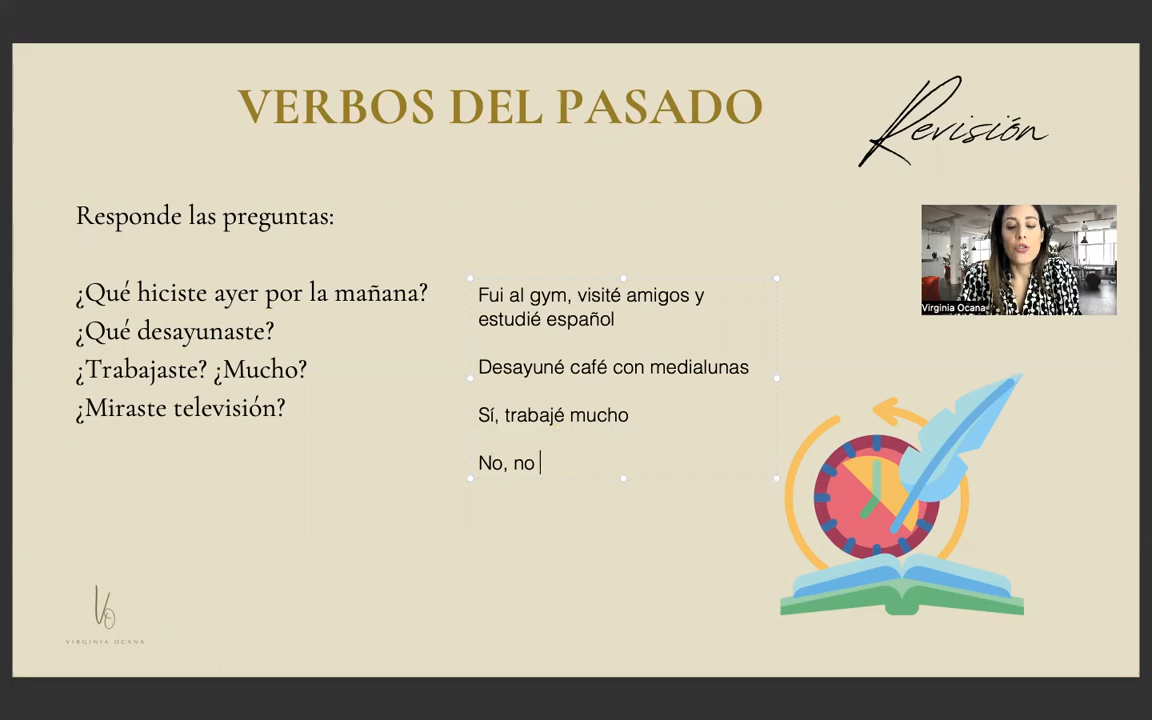 VERBOS DEL PASADO
Revisión
Responde las preguntas:
¿Qué hiciste ayer por la mañana?
¿Qué desayunaste?
¿Trabajaste? ¿Mucho?
¿Miraste televisión?
Fui al gym, visité amigos y
estudié español
Desayuné café con medialunas
Sí, trabajé mucho
No, no
Virginia Ocana
VO
VIRGINIA OCANA